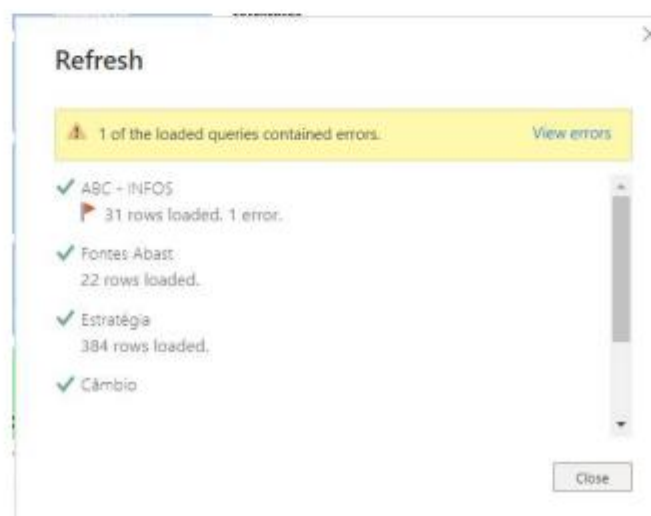 Refresh
1 of the loaded queries contained errors. View errors
ABC - INFOS
31 rows loaded. 1 error.
Fontes Abast
22 rows loaded.
Estratégia
384 rows loaded.
Câmbio
Close